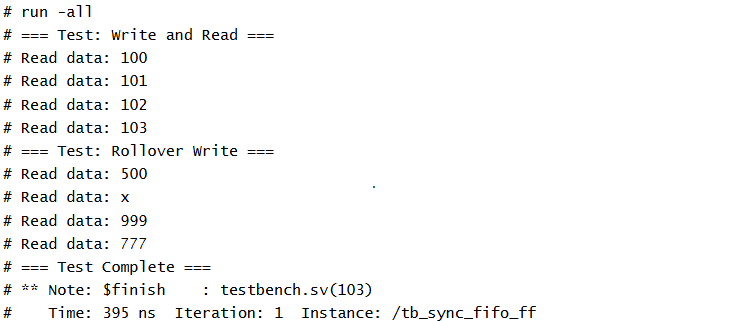 # run -all
# === Test: Write and Read ===
# Read data: 100
# Read data: 101
# Read data: 102
# Read data: 103
# === Test: Rollover Write ===
# Read data: 500
# Read data: x
# Read data: 999
# Read data: 777
# === Test Complete ===
# ** Note: $finish    : testbench.sv(103)
#    Time: 395 ns  Iteration: 1  Instance: /tb_sync_fifo_ff